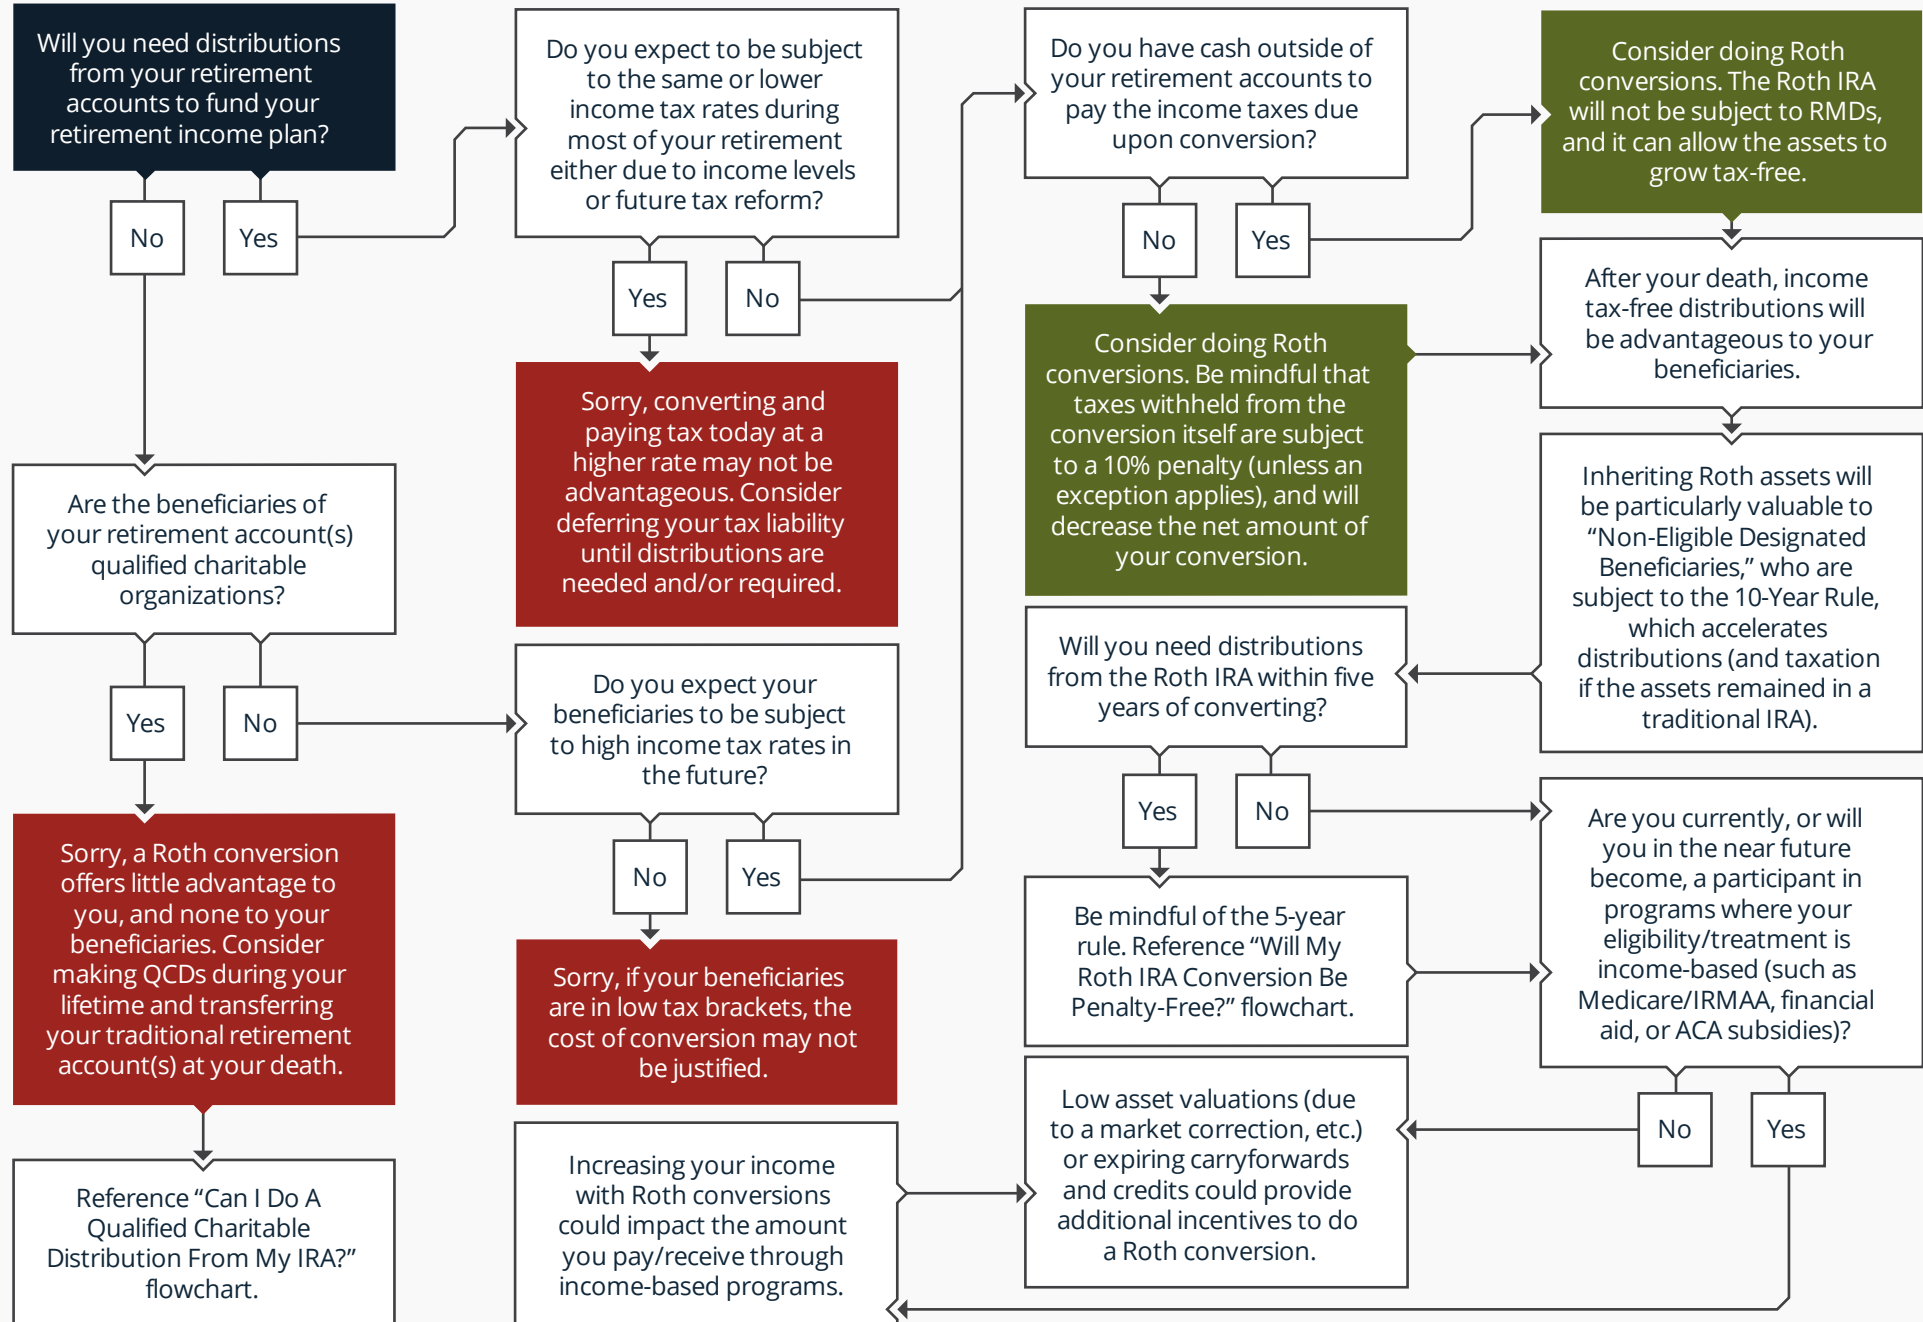 Will you need distributions
from your retirement
accounts to fund your
retirement income plan?
No
Yes
Do you expect to be subject
to the same or lower
income tax rates during
most of your retirement
either due to income levels
or future tax reform?
Yes
No
Sorry, converting and
paying tax today at a
higher rate may not be
advantageous. Consider
deferring your tax liability
until distributions are
needed and/or required.
Are the beneficiaries of
your retirement account(s)
qualified charitable
organizations?
Yes
No
Sorry, a Roth conversion
offers little advantage to
you, and none to your
beneficiaries. Consider
making QCDs during your
lifetime and transferring
your traditional retirement
account(s) at your death.
Reference “Can I Do A
Qualified Charitable
Distribution From My IRA?”
flowchart.
Do you expect your
beneficiaries to be subject
to high income tax rates in
the future?
No
Yes
Sorry, if your beneficiaries
are in low tax brackets, the
cost of conversion may not
be justified.
Do you have cash outside of
your retirement accounts to
pay the income taxes due
upon conversion?
No
Yes
Consider doing Roth
conversions. Be mindful that
taxes withheld from the
conversion itself are subject
to a 10% penalty (unless an
exception applies), and will
decrease the net amount of
your conversion.
Consider doing Roth
conversions. The Roth IRA
will not be subject to RMDs,
and it can allow the assets to
grow tax-free.
After your death, income
tax-free distributions will
be advantageous to your
beneficiaries.
Inheriting Roth assets will
be particularly valuable to
“Non-Eligible Designated
Beneficiaries,” who are
subject to the 10-Year Rule,
which accelerates
distributions (and taxation
if the assets remained in a
traditional IRA).
Will you need distributions
from the Roth IRA within five
years of converting?
Yes
No
Be mindful of the 5-year
rule. Reference “Will My
Roth IRA Conversion Be
Penalty-Free?” flowchart.
Are you currently, or will
you in the near future
become, a participant in
programs where your
eligibility/treatment is
income-based (such as
Medicare/IRMAA, financial
aid, or ACA subsidies)?
No
Yes
Increasing your income
with Roth conversions
could impact the amount
you pay/receive through
income-based programs.
Low asset valuations (due
to a market correction, etc.)
or expiring carryforwards
and credits could provide
additional incentives to do
a Roth conversion.